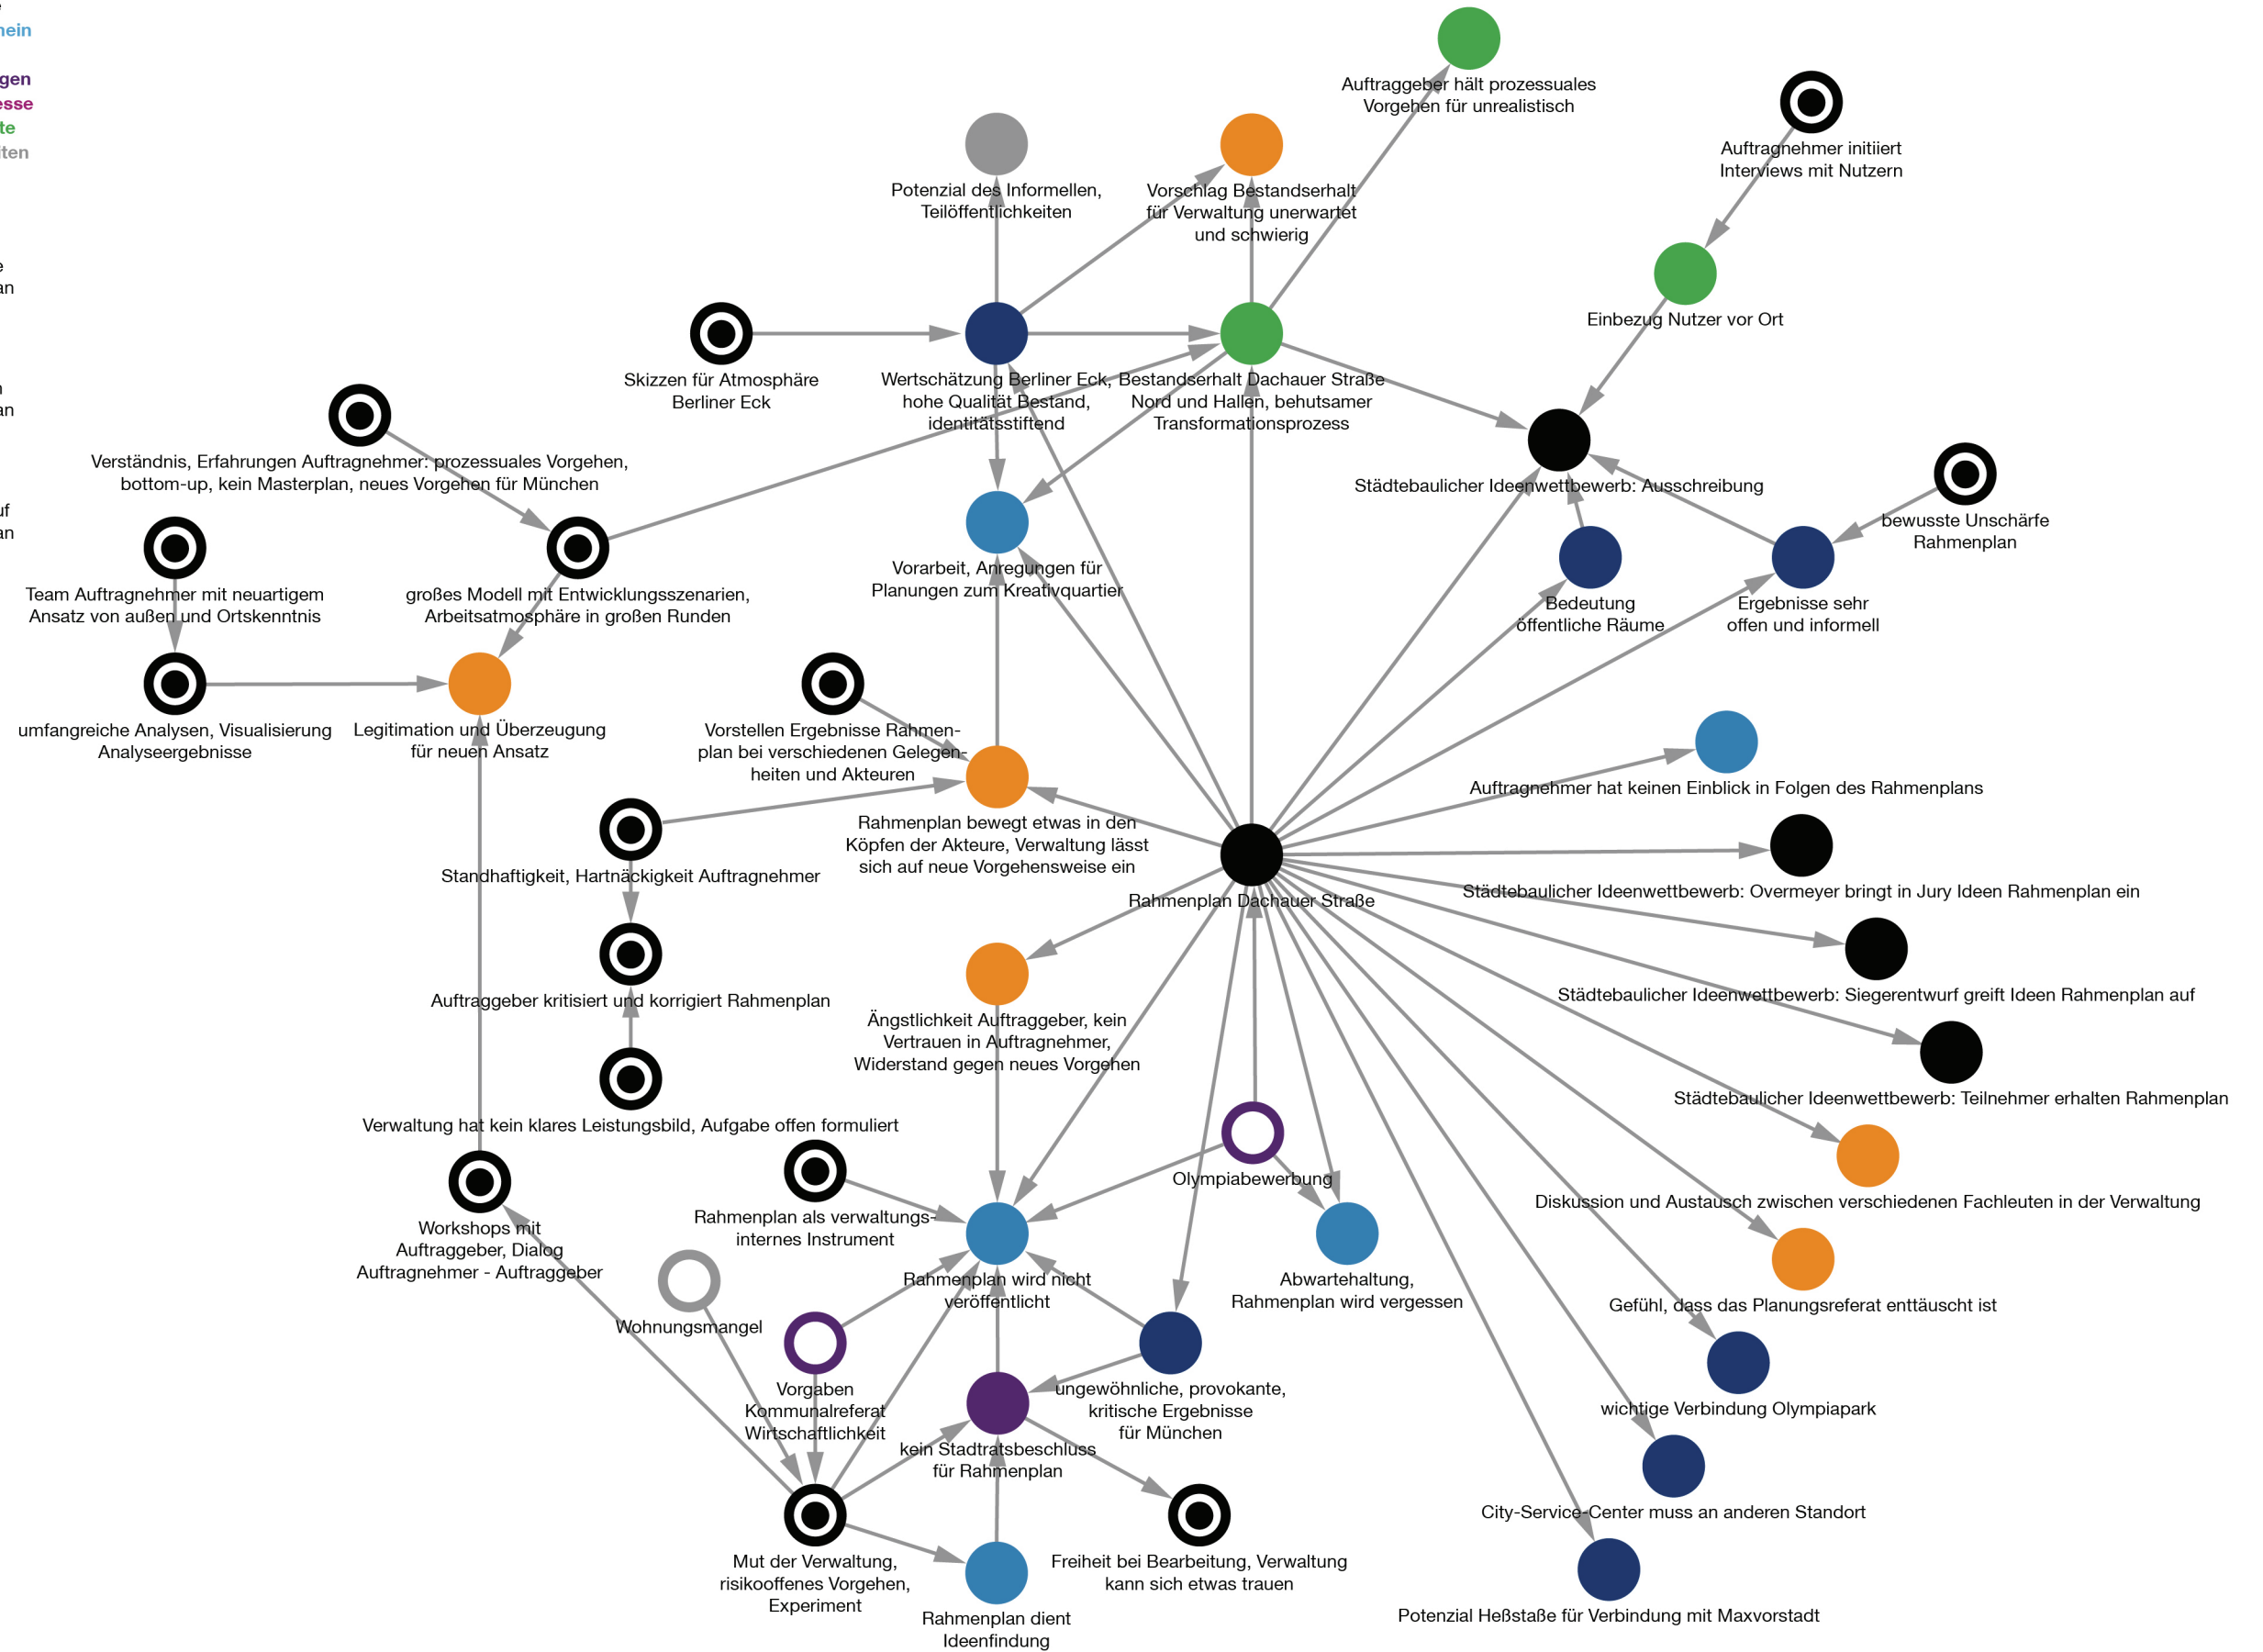 Auftraggeber hält prozessuales
Vorgehen für unrealistisch
Auftragnehmer initiiert
Interviews mit Nutzern
Potenzial des Informellen,
Teilöffentlichkeiten
Vorschlag Bestandserhalt
für Verwaltung unerwartet
und schwierig
Einbezug Nutzer vor Ort
Skizzen für Atmosphäre
Berliner Eck
Wertschätzung Berliner Eck,
hohe Qualität Bestand,
identitätsstiftend
Bestandserhalt Dachauer Straße
Nord und Hallen, behutsamer
Transformationsprozess
Verständnis, Erfahrungen Auftragnehmer: prozessuales Vorgehen,
bottom-up, kein Masterplan, neues Vorgehen für München
Städtebaulicher Ideenwettbewerb: Ausschreibung
bewusste Unschärfe
Rahmenplan
Team Auftragnehmer mit neuartigem
Ansatz von außen und Ortskenntnis
großes Modell mit Entwicklungsszenarien,
Arbeitsatmosphäre in großen Runden
Vorarbeit, Anregungen für
Planungen zum Kreativquartier
Bedeutung
öffentliche Räume
Ergebnisse sehr
offen und informell
umfangreiche Analysen, Visualisierung
Analyseergebnisse
Legitimation und Überzeugung
für neuen Ansatz
Vorstellen Ergebnisse Rahmen-
plan bei verschiedenen Gelegen-
heiten und Akteuren
Auftragnehmer hat keinen Einblick in Folgen des Rahmenplans
Rahmenplan bewegt etwas in den
Köpfen der Akteure, Verwaltung lässt
sich auf neue Vorgehensweise ein
Standhaftigkeit, Hartnäckigkeit Auftragnehmer
Rahmenplan Dachauer Straße
Städtebaulicher Ideenwettbewerb: Overmeyer bringt in Jury Ideen Rahmenplan ein
Auftraggeber kritisiert und korrigiert Rahmenplan
Städtebaulicher Ideenwettbewerb: Siegerentwurf greift Ideen Rahmenplan auf
Ängstlichkeit Auftraggeber, kein
Vertrauen in Auftragnehmer,
Widerstand gegen neues Vorgehen
Städtebaulicher Ideenwettbewerb: Teilnehmer erhalten Rahmenplan
Verwaltung hat kein klares Leistungsbild, Aufgabe offen formuliert
Olympiabewerbung
Diskussion und Austausch zwischen verschiedenen Fachleuten in der Verwaltung
Workshops mit
Auftraggeber, Dialog
Auftragnehmer - Auftraggeber
Rahmenplan als verwaltungs-
internes Instrument
Rahmenplan wird nicht
veröffentlicht
Abwartehaltung,
Rahmenplan wird vergessen
Gefühl, dass das Planungsreferat enttäuscht ist
Wohnungsmangel
Vorgaben
Kommunalreferat
Wirtschaftlichkeit
ungewöhnliche, provokante,
kritische Ergebnisse
für München
wichtige Verbindung Olympiapark
kein Stadtratsbeschluss
für Rahmenplan
City-Service-Center muss an anderen Standort
Mut der Verwaltung,
risikooffenes Vorgehen,
Experiment
Freiheit bei Bearbeitung, Verwaltung
kann sich etwas trauen
Rahmenplan dient
Ideenfindung
Potenzial Heßstaße für Verbindung mit Maxvorstadt